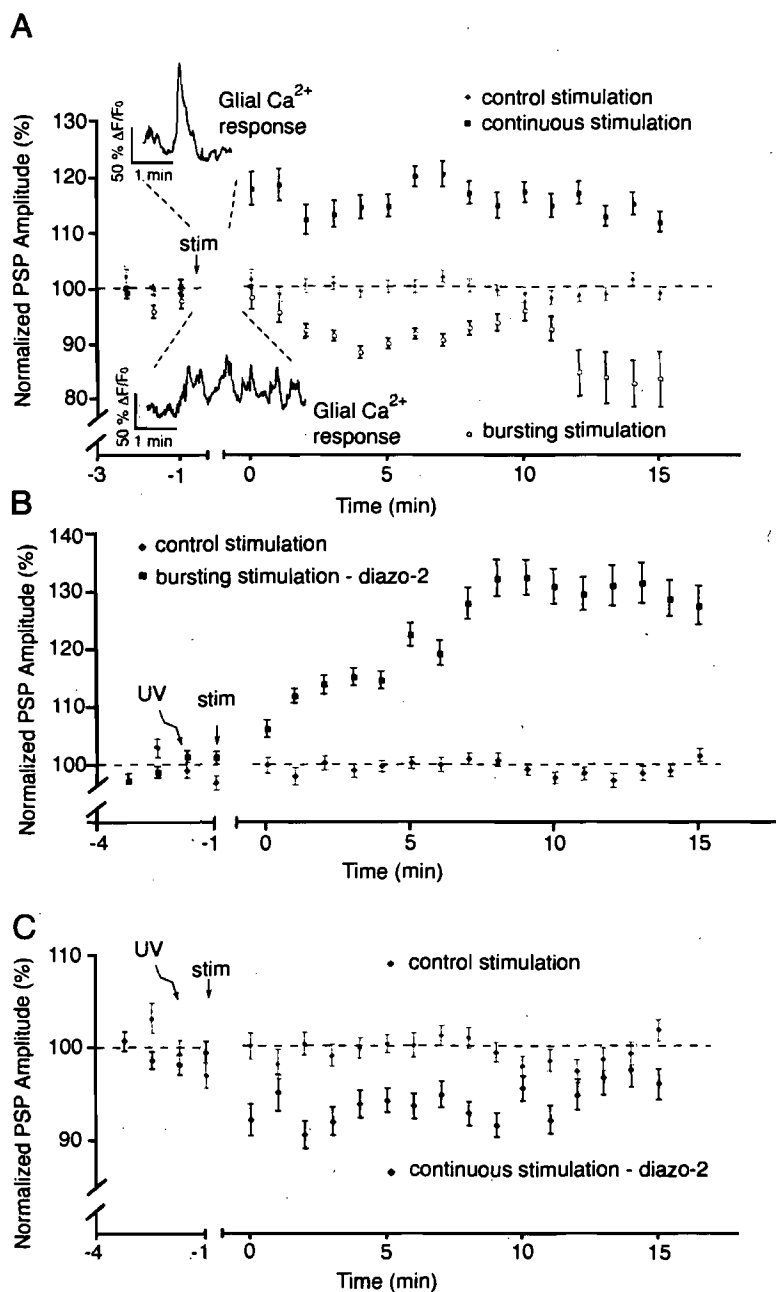 A
Glial Ca2+
response
50 % ΔF/F0
1 min
control stimulation
continuous stimulation
Normalized PSP Amplitude (%)
130
120
110
100
90
80
stim
50 % ΔF/F0
1 min
Glial Ca2+
response
bursting stimulation
-3 -1 0 5 10 15
Time (min)
B
Normalized PSP Amplitude (%)
140
130
120
110
100
control stimulation
bursting stimulation - diazo-2
UV
stim
-4 -1 0 5 10 15
Time (min)
C
Normalized PSP Amplitude (%)
110
100
90
UV
stim
control stimulation
continuous stimulation - diazo-2
-4 -1 0 5 10 15
Time (min)